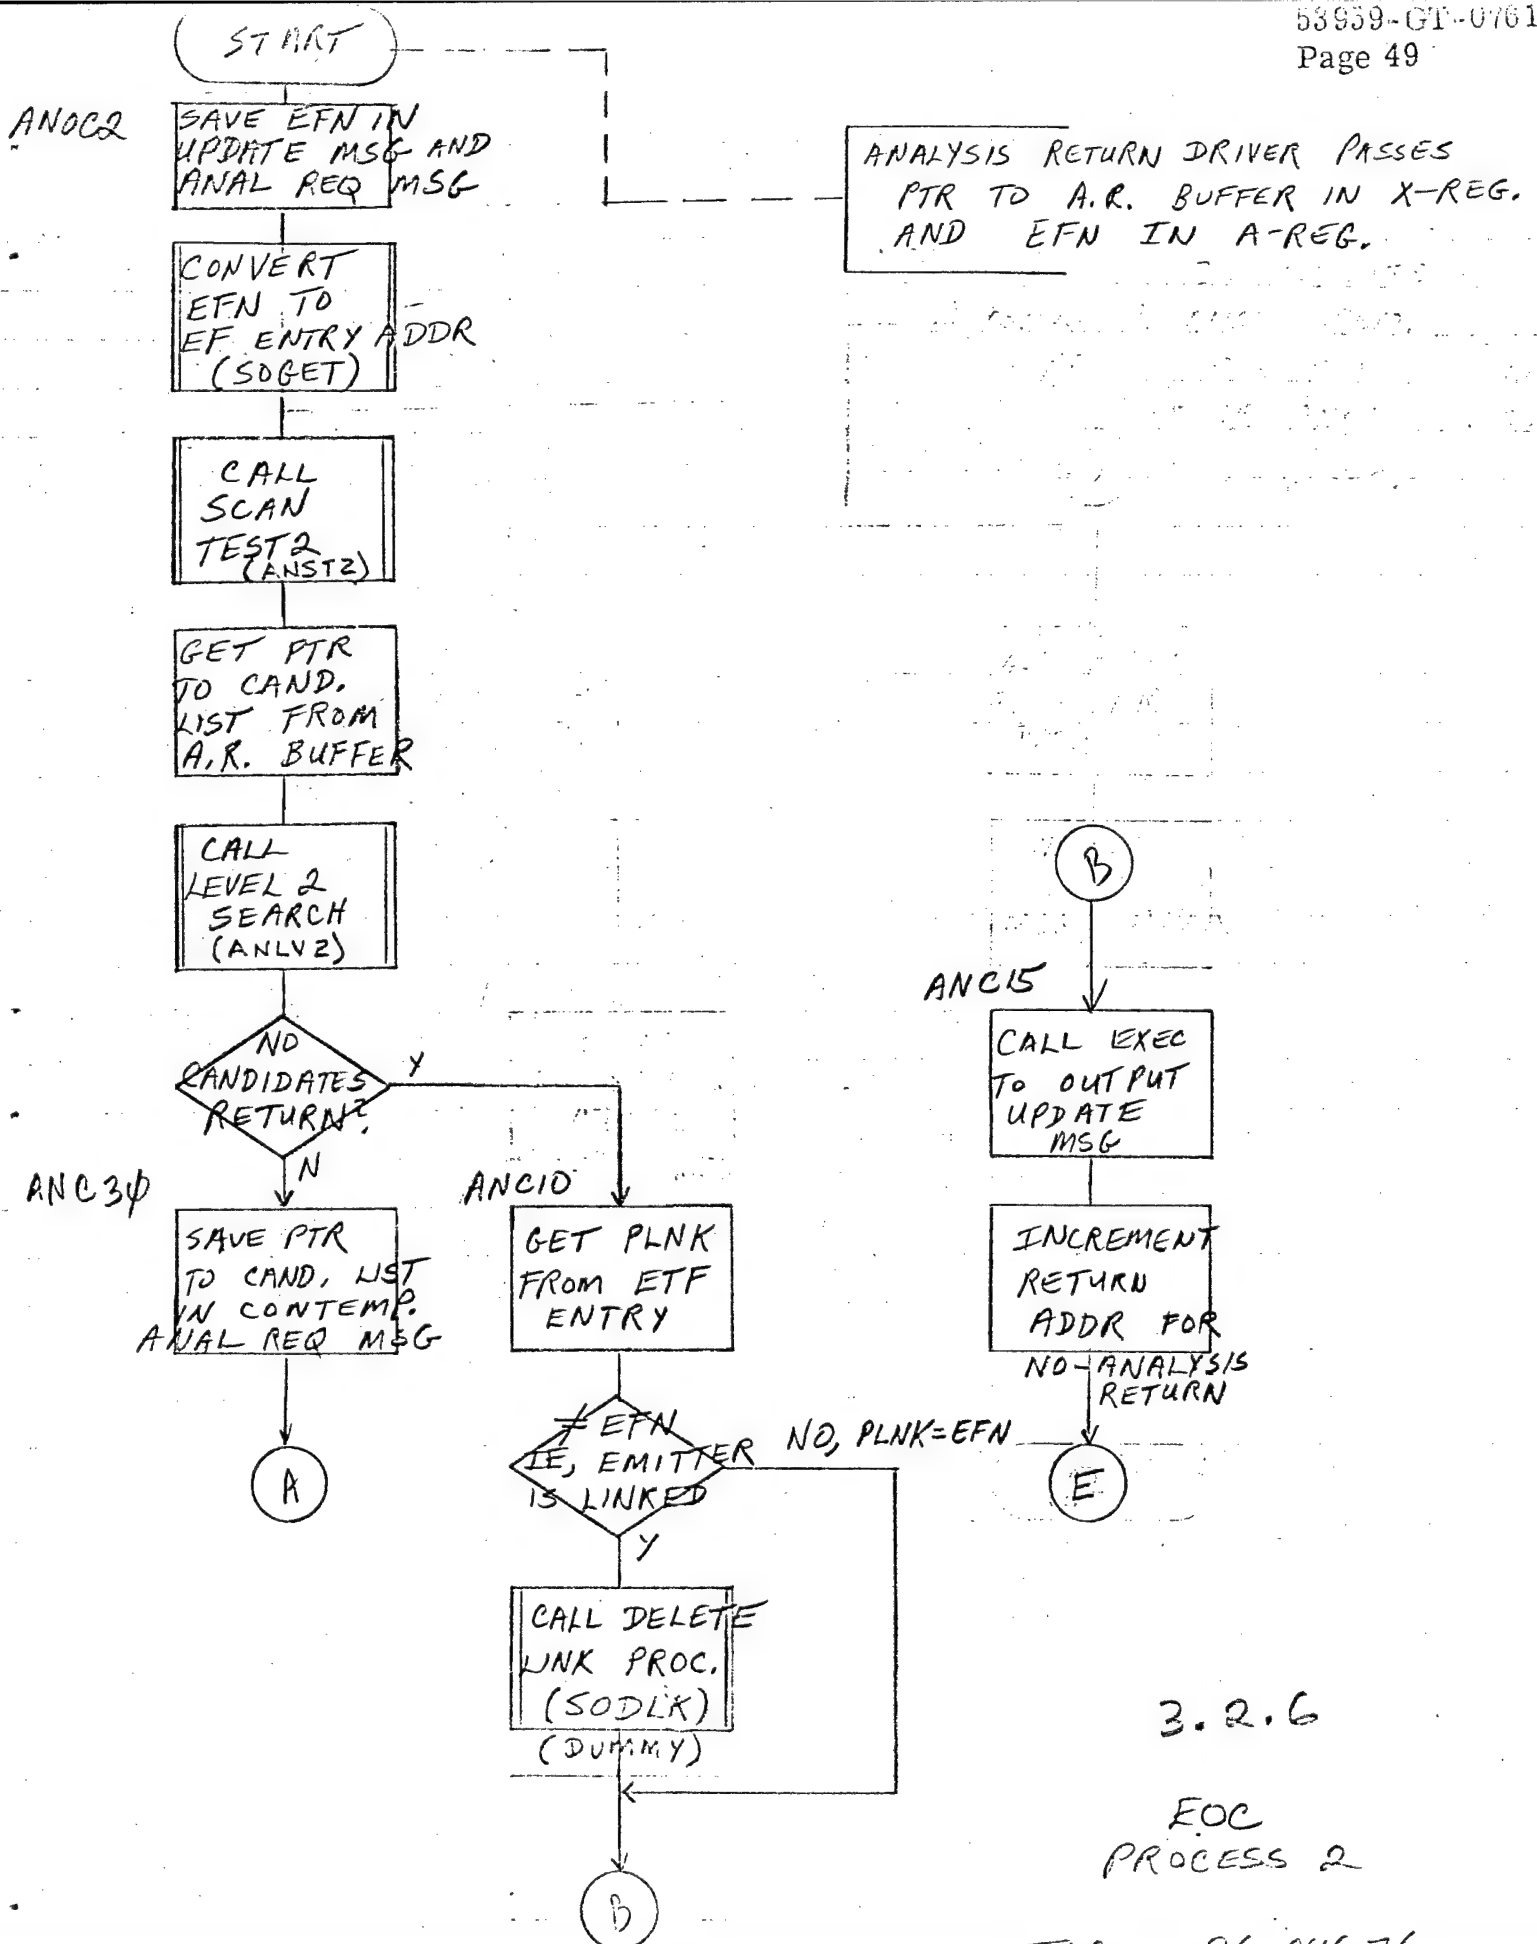 53959-GT-0761
Page 49
START
ANOC2
SAVE EFN IN
UPDATE MSG AND
ANAL REQ MSG
ANALYSIS RETURN DRIVER PASSES
PTR TO A.R. BUFFER IN X-REG.
AND EFN IN A-REG.
CONVERT
EFN TO
EF ENTRY ADDR
(SOGET)
CALL
SCAN
TEST2
(ANST2)
GET PTR
TO CAND.
LIST FROM
A.R. BUFFER
CALL
LEVEL 2
SEARCH
(ANLV2)
NO
CANDIDATES
RETURN?
Y
N
ANC3φ
SAVE PTR
TO CAND. LIST
IN CONTEMP.
ANAL REQ MSG
A
ANC10
GET PLNK
FROM ETF
ENTRY
≠ EFN
IE, EMITTER
IS LINKED
NO, PLNK=EFN
Y
CALL DELETE
LINK PROC.
(SODLK)
(DUMMY)
B
B
ANC15
CALL EXEC
TO OUTPUT
UPDATE
MSG
INCREMENT
RETURN
ADDR FOR
NO-ANALYSIS
RETURN
E
3.2.6
EOC
PROCESS 2